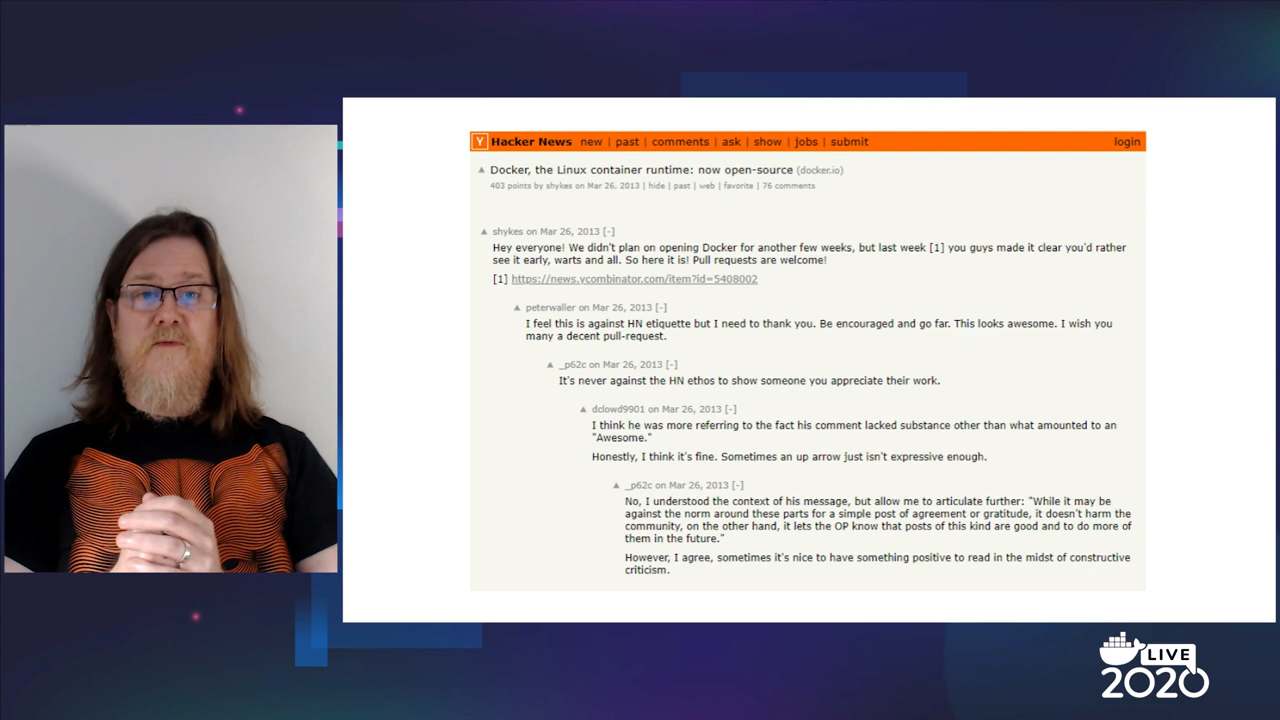 Y Hacker News new | past | comments | ask | show | jobs | submit login
▲ Docker, the Linux container runtime: now open-source (docker.io)
403 points by shykes on Mar 26, 2013 | hide | past | web | favorite | 76 comments
▲ shykes on Mar 26, 2013 [-]
Hey everyone! We didn't plan on opening Docker for another few weeks, but last week [1] you guys made it clear you'd rather
see it early, warts and all. So here it is! Pull requests are welcome!
[1] https://news.ycombinator.com/item?id=5408002
▲ peterwaller on Mar 26, 2013 [-]
I feel this is against HN etiquette but I need to thank you. Be encouraged and go far. This looks awesome. I wish you
many a decent pull-request.
▲ _p62c on Mar 26, 2013 [-]
It's never against the HN ethos to show someone you appreciate their work.
▲ dclowd9901 on Mar 26, 2013 [-]
I think he was more referring to the fact his comment lacked substance other than what amounted to an
"Awesome."
Honestly, I think it's fine. Sometimes an up arrow just isn't expressive enough.
▲ _p62c on Mar 26, 2013 [-]
No, I understood the context of his message, but allow me to articulate further: "While it may be
against the norm around these parts for a simple post of agreement or gratitude, it doesn't harm the
community, on the other hand, it lets the OP know that posts of this kind are good and to do more of
them in the future."
However, I agree, sometimes it's nice to have something positive to read in the midst of constructive
criticism.
LIVE
2020